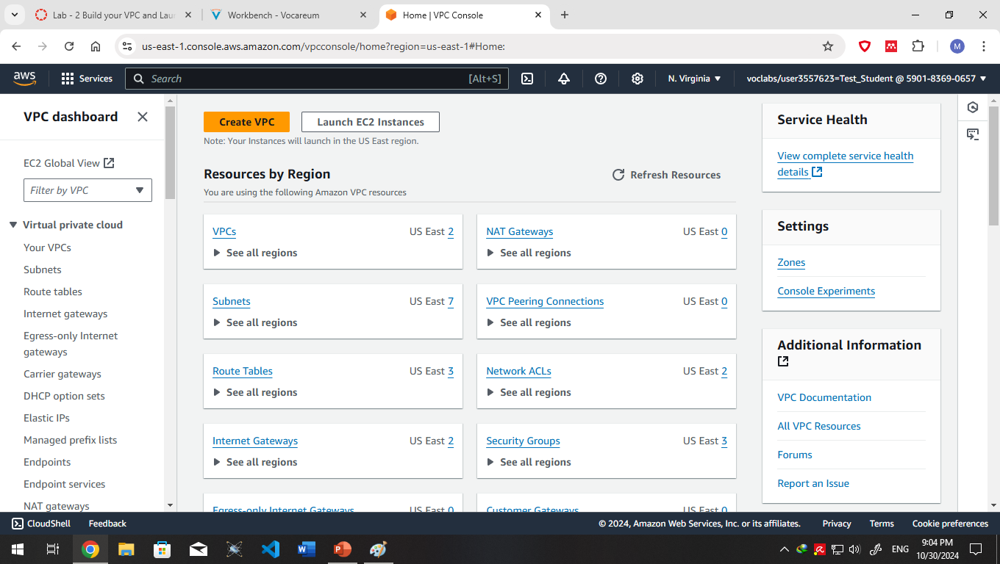 Lab - 2 Build your VPC and Lau
Workbench - Vocareum
Home | VPC Console
us-east-1.console.aws.amazon.com/vpcconsole/home?region=us-east-1#Home:
M
aws
Services
Search
[Alt+S]
N. Virginia
voclabs/user3557623=Test_Student @ 5901-8369-0657
VPC dashboard
EC2 Global View
Filter by VPC
Virtual private cloud
Your VPCs
Subnets
Route tables
Internet gateways
Egress-only Internet
gateways
Carrier gateways
DHCP option sets
Elastic IPs
Managed prefix lists
Endpoints
Endpoint services
NAT gateways
Create VPC
Launch EC2 Instances
Note: Your Instances will launch in the US East region.
Resources by Region
Refresh Resources
You are using the following Amazon VPC resources
VPCs US East 2
See all regions
NAT Gateways US East 0
See all regions
Subnets US East 7
See all regions
VPC Peering Connections US East 0
See all regions
Route Tables US East 3
See all regions
Network ACLs US East 2
See all regions
Internet Gateways US East 2
See all regions
Security Groups US East 3
See all regions
Egress-only Internet Gateways US East 0
Customer Gateways US East 0
Service Health
View complete service health
details
Settings
Zones
Console Experiments
Additional Information
VPC Documentation
All VPC Resources
Forums
Report an Issue
CloudShell
Feedback
© 2024, Amazon Web Services, Inc. or its affiliates.
Privacy
Terms
Cookie preferences
ENG
9:04 PM
10/30/2024